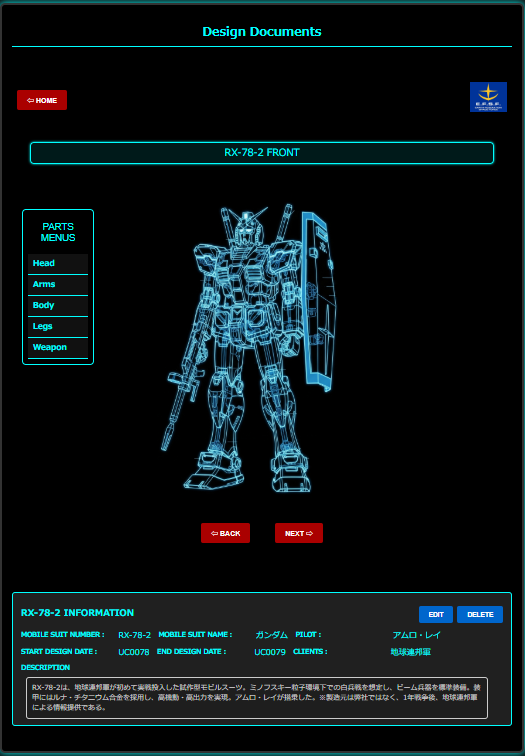 Design Documents
⇦ HOME
E.F.S.F.
RX-78-2 FRONT
PARTS
MENUS
Head
Arms
Body
Legs
Weapon
⇦ BACK
NEXT ⇨
RX-78-2 INFORMATION
EDIT
DELETE
MOBILE SUIT NUMBER : RX-78-2 MOBILE SUIT NAME : ガンダム PILOT : アムロ・レイ
START DESIGN DATE : UC0078 END DESIGN DATE : UC0079 CLIENTS : 地球連邦軍
DESCRIPTION
RX-78-2は、地球連邦軍が初めて実戦投入した試作型モビルスーツ。ミノフスキー粒子環境下での白兵戦を想定し、ビーム兵器を標準装備。装
甲にはルナ・チタニウム合金を採用し、高機動・高出力を実現。アムロ・レイが搭乗した。※製造元は弊社ではなく、1年戦争後、地球連邦軍
による情報提供である。